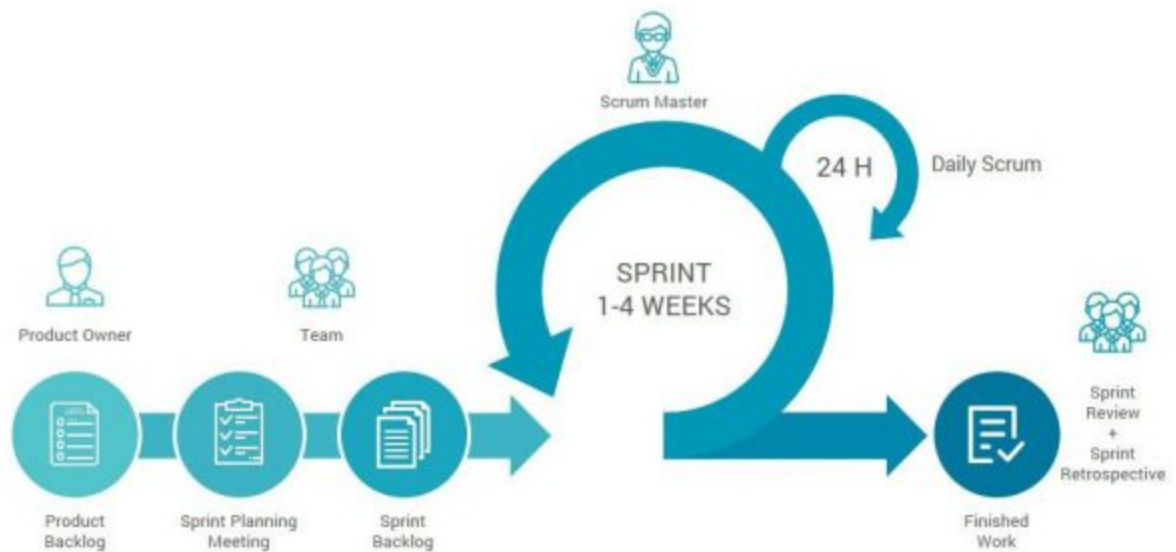 Scrum Master
24 H
Daily Scrum
SPRINT
1-4 WEEKS
Product Owner
Team
Product
Backlog
Sprint Planning
Meeting
Sprint
Backlog
Finished
Work
Sprint
Review
+
Sprint
Retrospective